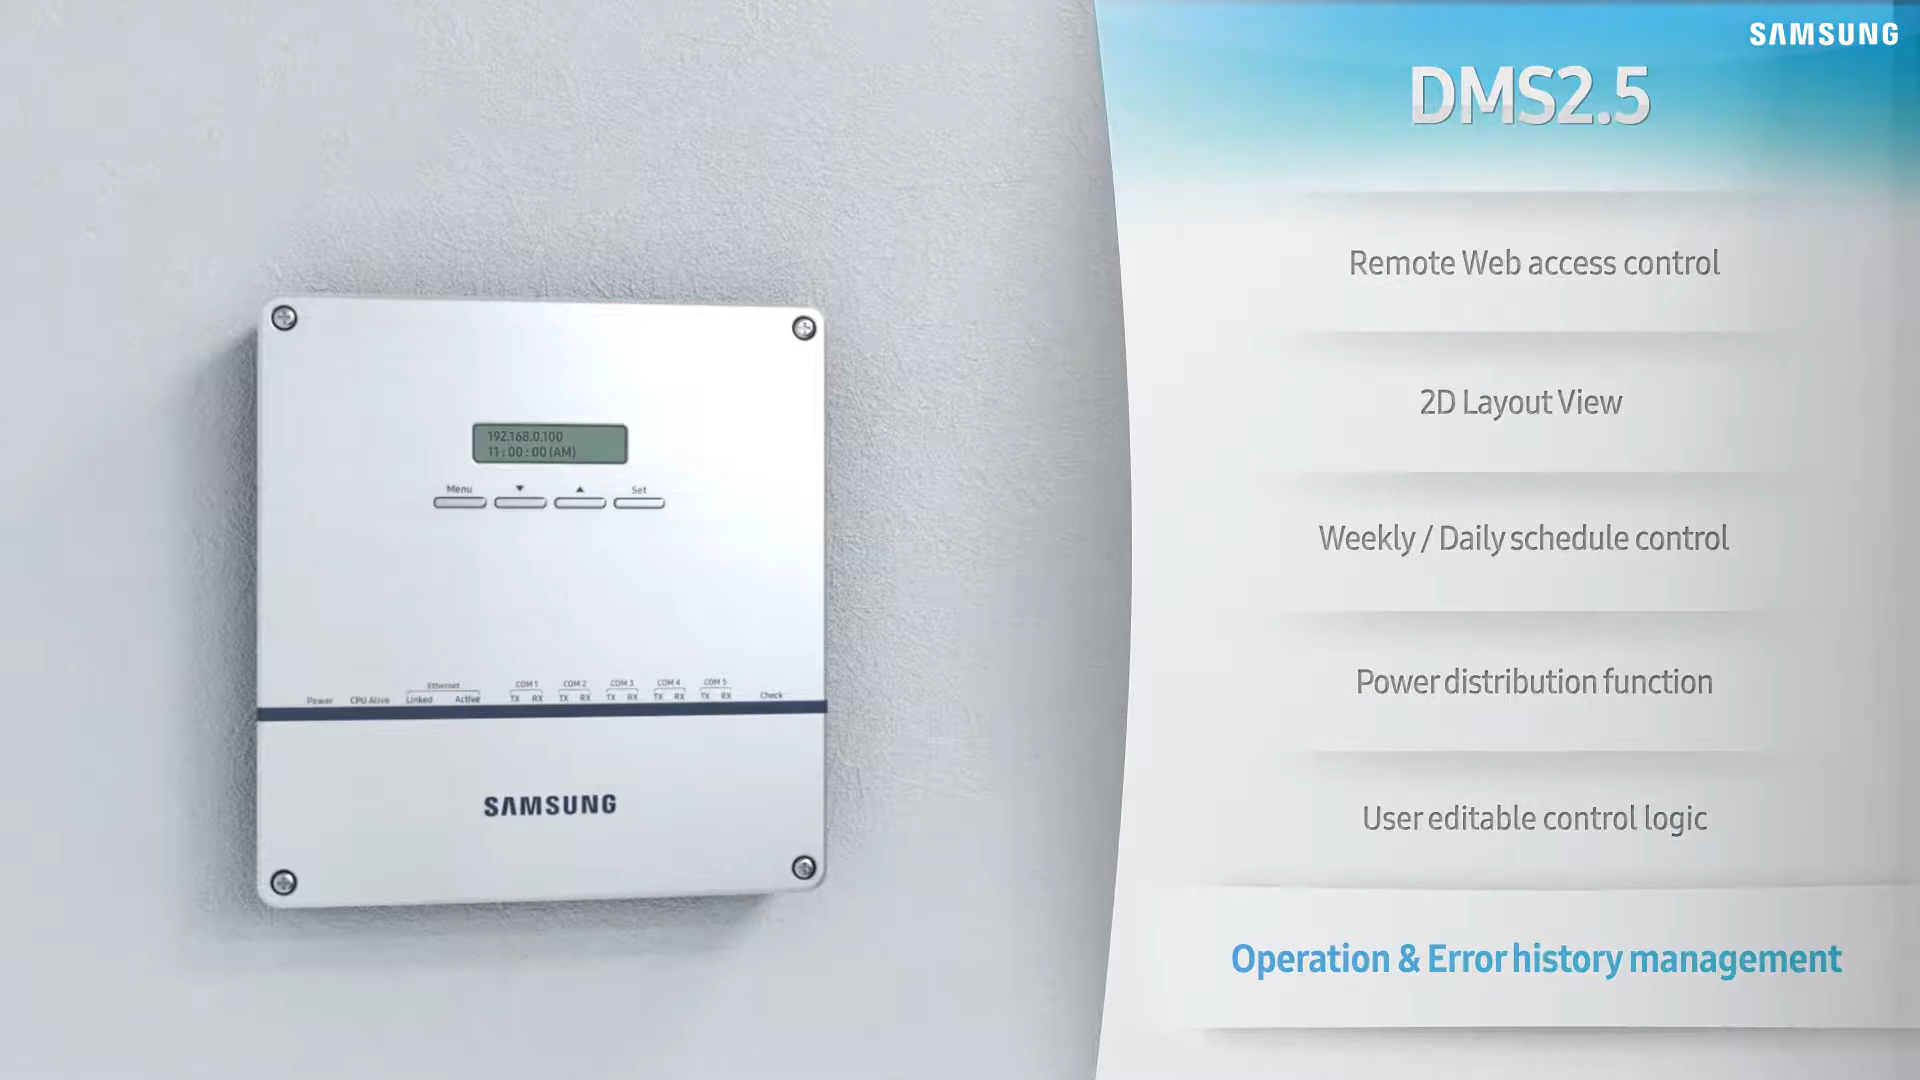 SAMSUNG
DMS2.5
Remote Web access control
2D Layout View
Weekly / Daily schedule control
Power distribution function
User editable control logic
Operation & Error history management
192.168.0.100
11 : 00 : 00 (AM)
Menu ▼ ▲ Set
Ethernet COM 1 COM 2 COM 3 COM 4 COM 5
Power CPU Alive Linked Active TX RX TX RX TX RX TX RX TX RX Check
SAMSUNG